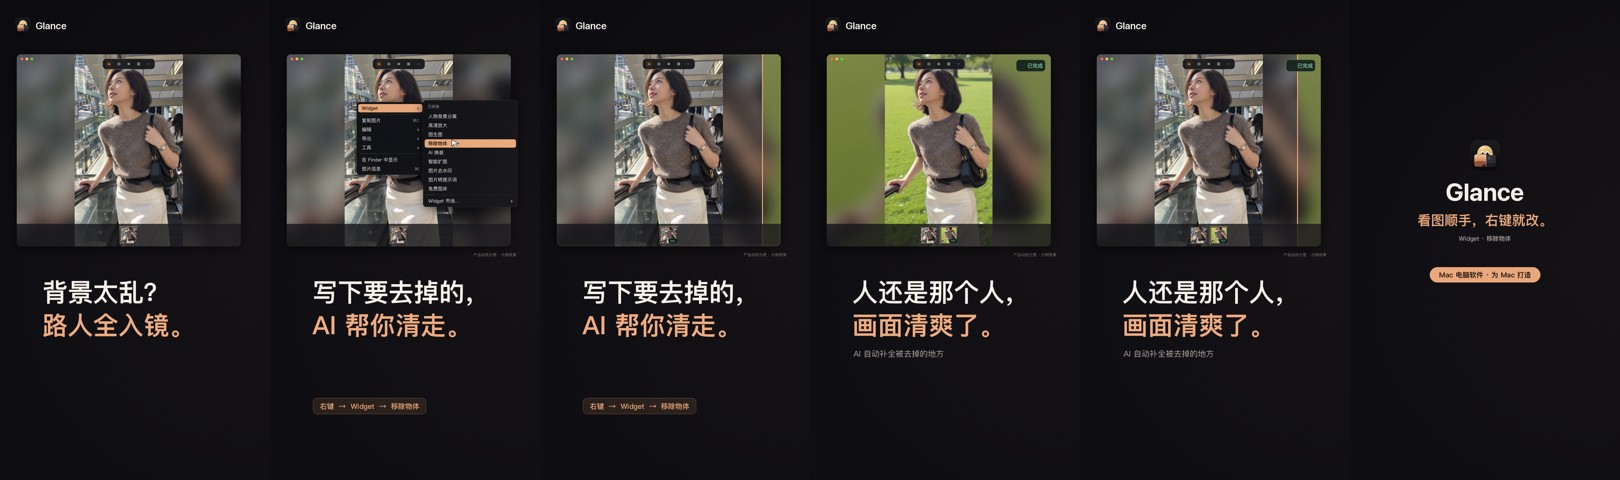 Glance
背景太乱？
路人全入镜。
Glance
Widget
复制图片
编辑
导出
工具
在 Finder 中显示
图片信息
已安装
人物背景分离
高清放大
图生图
移除物体
AI 换装
智能扩图
图片去水印
图片转提示词
免费图床
Widget 市场...
写下要去掉的，
AI 帮你清走。
右键 → Widget → 移除物体
Glance
写下要去掉的，
AI 帮你清走。
右键 → Widget → 移除物体
Glance
已完成
人还是那个人，
画面清爽了。
AI 自动补全被去掉的地方
Glance
已完成
人还是那个人，
画面清爽了。
AI 自动补全被去掉的地方
Glance
看图顺手，右键就改。
Widget · 移除物体
Mac 电脑软件 · 为 Mac 打造